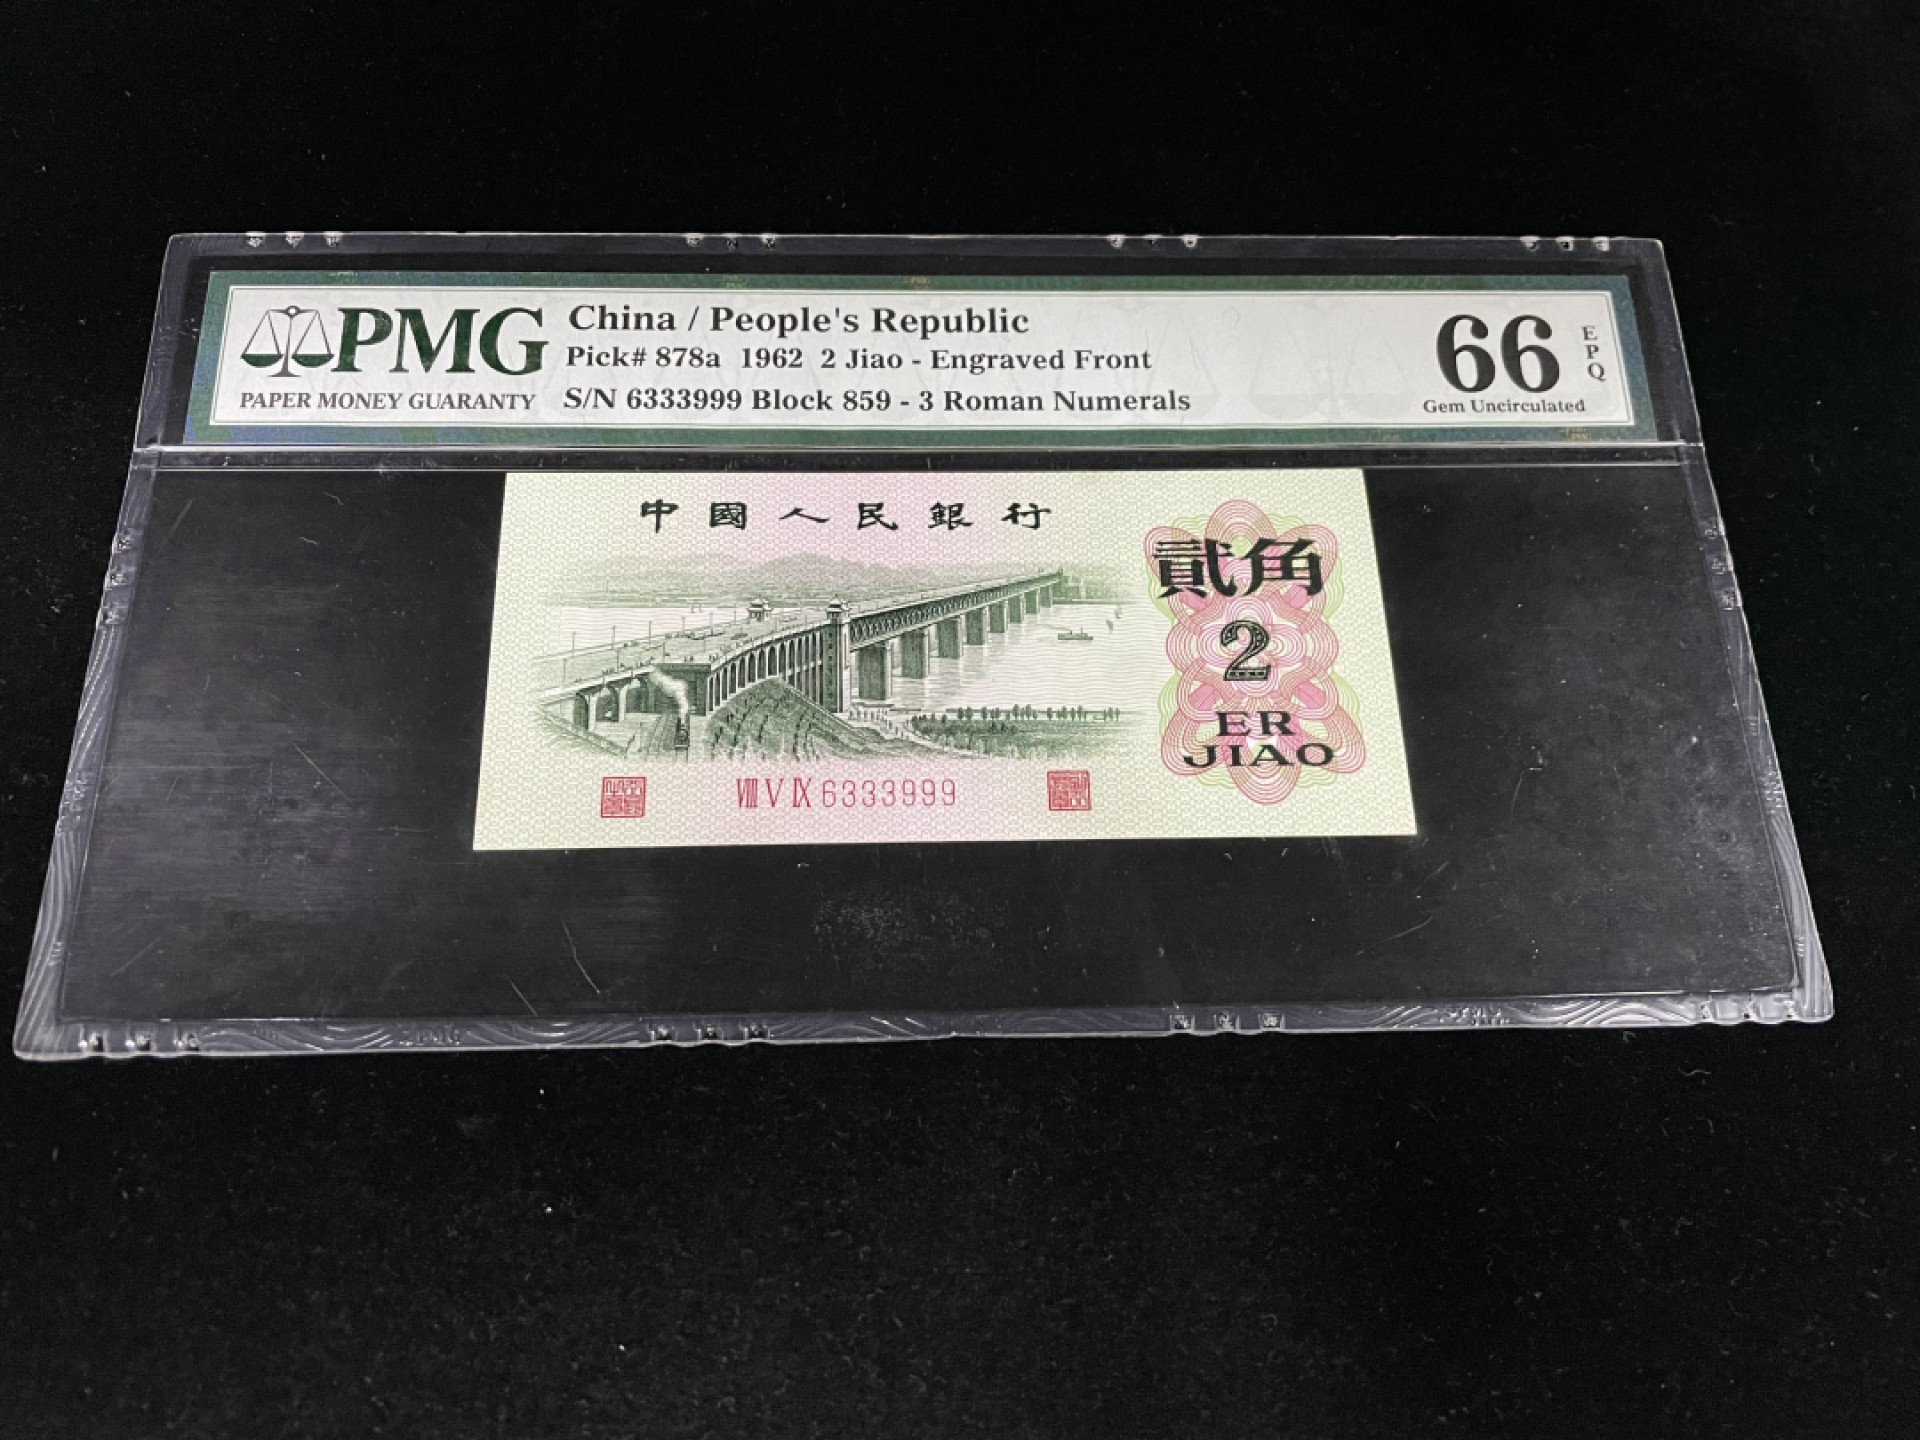 PMG
PAPER MONEY GUARANTY
China / People's Republic
Pick# 878a 1962 2 Jiao - Engraved Front
S/N 6333999 Block 859 - 3 Roman Numerals
66 EPQ
Gem Uncirculated
中國人民銀行
貳角
2
ER
JIAO
Ⅷ Ⅴ Ⅸ 6333999